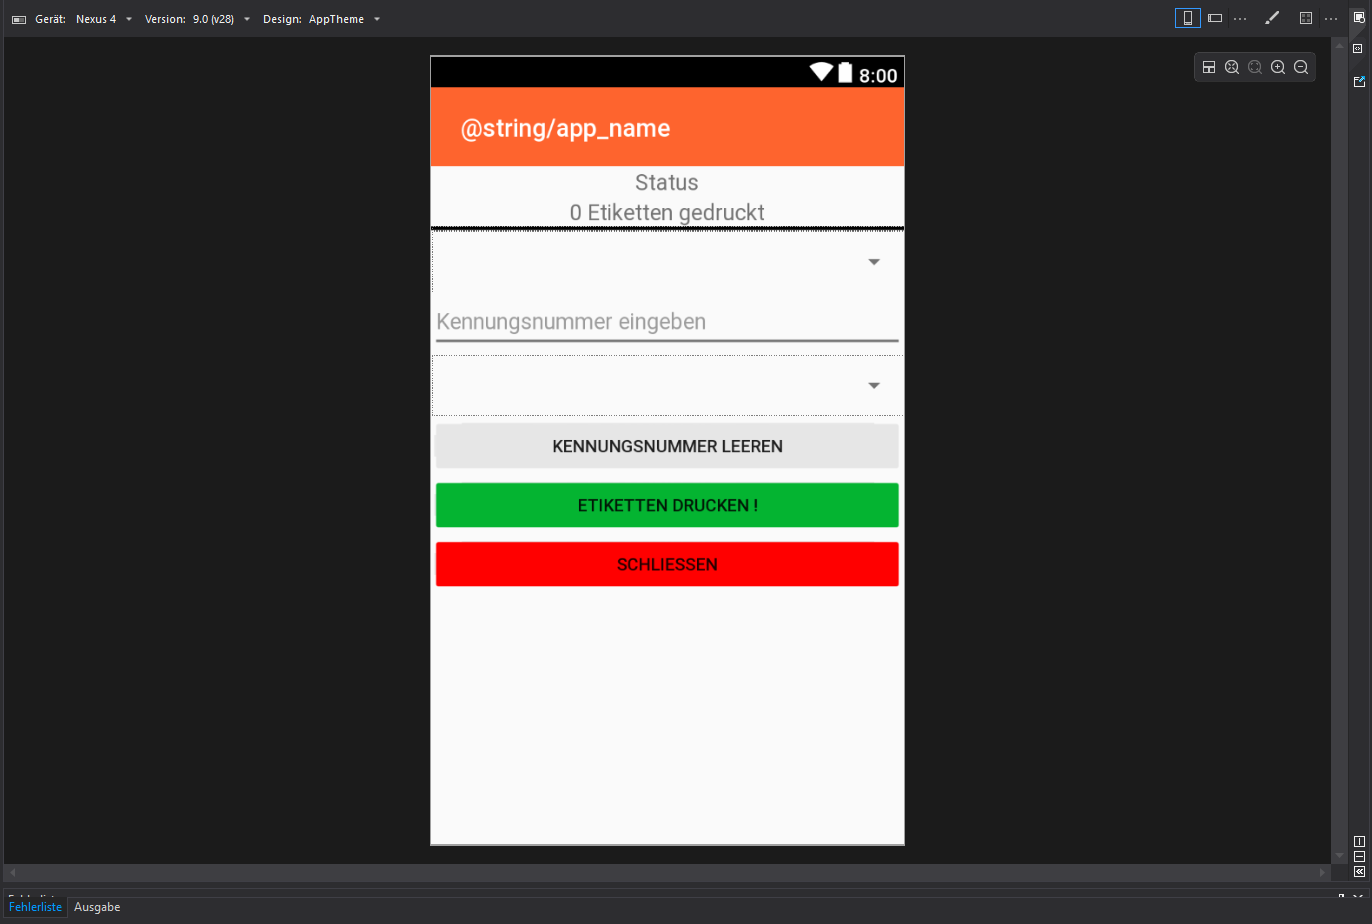 Gerät: Nexus 4 Version: 9.0 (v28) Design: AppTheme
8:00
@string/app_name
Status
0 Etiketten gedruckt
Kennungsnummer eingeben
KENNUNGSNUMMER LEEREN
ETIKETTEN DRUCKEN !
SCHLIESSEN
Fehlerliste Ausgabe